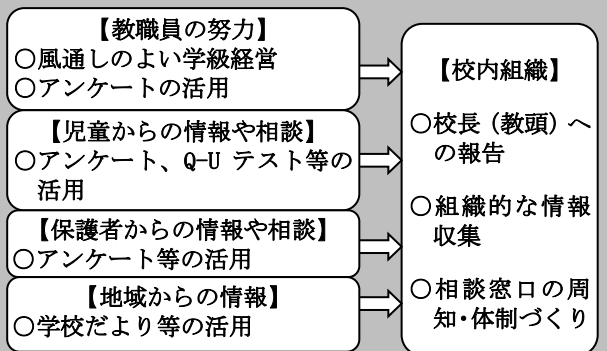 【教職員の努力】
○風通しのよい学級経営
○アンケートの活用
【児童からの情報や相談】
○アンケート、Q-U テスト等の
活用
【保護者からの情報や相談】
○アンケート等の活用
【地域からの情報】
○学校だより等の活用
【校内組織】
○校長（教頭）へ
の報告
○組織的な情報
収集
○相談窓口の周
知・体制づくり